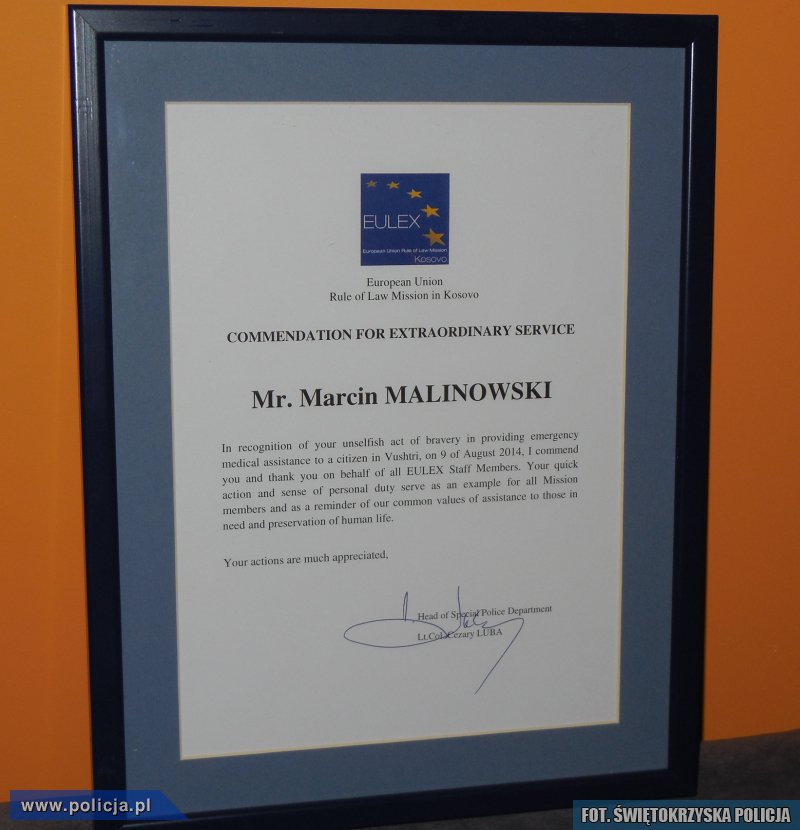 EULEX
European Union Rule of Law Mission
Kosovo
European Union
Rule of Law Mission in Kosovo
COMMENDATION FOR EXTRAORDINARY SERVICE
Mr. Marcin MALINOWSKI
In recognition of your unselfish act of bravery in providing emergency
medical assistance to a citizen in Vushtri, on 9 of August 2014, I commend
you and thank you on behalf of all EULEX Staff Members. Your quick
action and sense of personal duty serve as an example for all Mission
members and as a reminder of our common values of assistance to those in
need and preservation of human life.
Your actions are much appreciated,
Head of Special Police Department
Lt.Col. Cezary LUBA
www.policja.pl
FOT. ŚWIĘTOKRZYSKA POLICJA